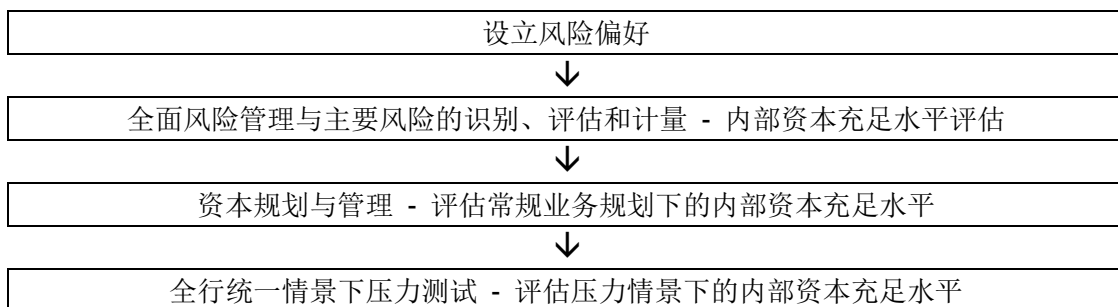 设立风险偏好
全面风险管理与主要风险的识别、评估和计量 - 内部资本充足水平评估
资本规划与管理 - 评估常规业务规划下的内部资本充足水平
全行统一情景下压力测试 - 评估压力情景下的内部资本充足水平